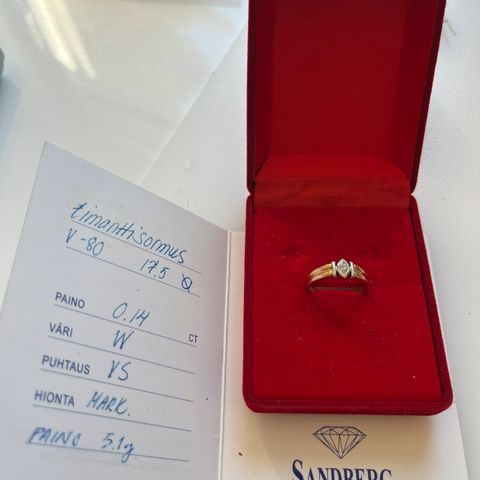 timanttisormus
V-80 17.5 Ø
PAINO 0.14 CT
VÄRI W
PUHTAUS VS
HIONTA MARK.
PAINO 5.1g
SANDBERG